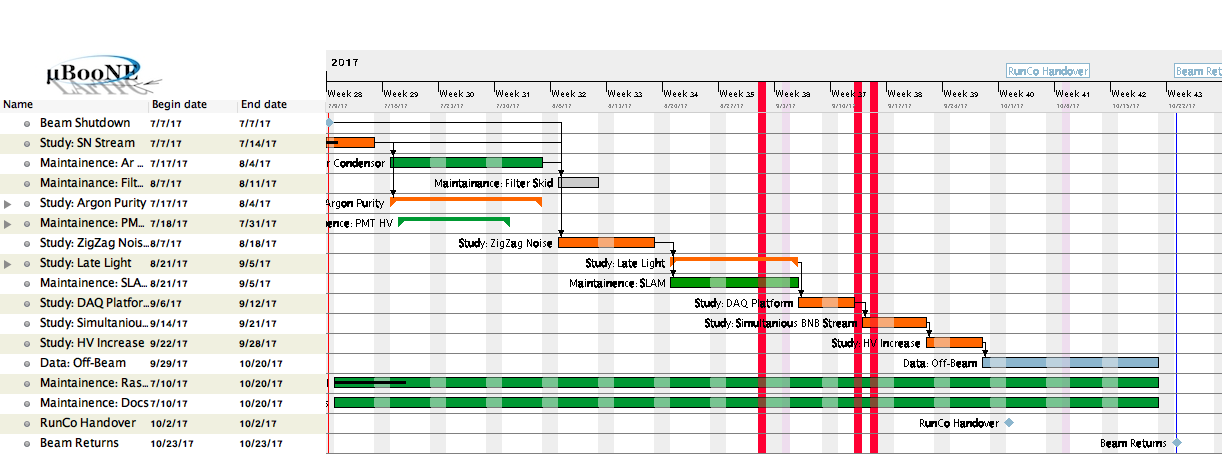 2017
µBooNE
LArTPC
RunCo Handover
Beam Ret
Week 28 Week 29 Week 30 Week 31 Week 32 Week 33 Week 34 Week 35 Week 36 Week 37 Week 38 Week 39 Week 40 Week 41 Week 42 Week 43
Name Begin date End date
7/9/17 7/16/17 7/23/17 7/30/17 8/6/17 8/13/17 8/20/17 8/27/17 9/3/17 9/10/17 9/17/17 9/24/17 10/1/17 10/8/17 10/15/17 10/22/17
Beam Shutdown 7/7/17 7/7/17
Study: SN Stream 7/7/17 7/14/17
Maintainence: Ar ... 7/17/17 8/4/17 r Condensor
Maintainance: Filt... 8/7/17 8/11/17 Maintainance: Filter Skid
Study: Argon Purity 7/17/17 8/4/17 Argon Purity
Maintainence: PM... 7/18/17 7/31/17 ence: PMT HV
Study: ZigZag Nois... 8/7/17 8/18/17 Study: ZigZag Noise
Study: Late Light 8/21/17 9/5/17 Study: Late Light
Maintainence: SLA... 8/21/17 9/5/17 Maintainence: SLAM
Study: DAQ Platfor... 9/6/17 9/12/17 Study: DAQ Platform
Study: Simultaniou... 9/14/17 9/21/17 Study: Simultanious BNB Stream
Study: HV Increase 9/22/17 9/28/17 Study: HV Increase
Data: Off-Beam 9/29/17 10/20/17 Data: Off-Beam
Maintainence: Ras... 7/10/17 10/20/17
Maintainence: Docs 7/10/17 10/20/17
RunCo Handover 10/2/17 10/2/17 RunCo Handover
Beam Returns 10/23/17 10/23/17 Beam Returns